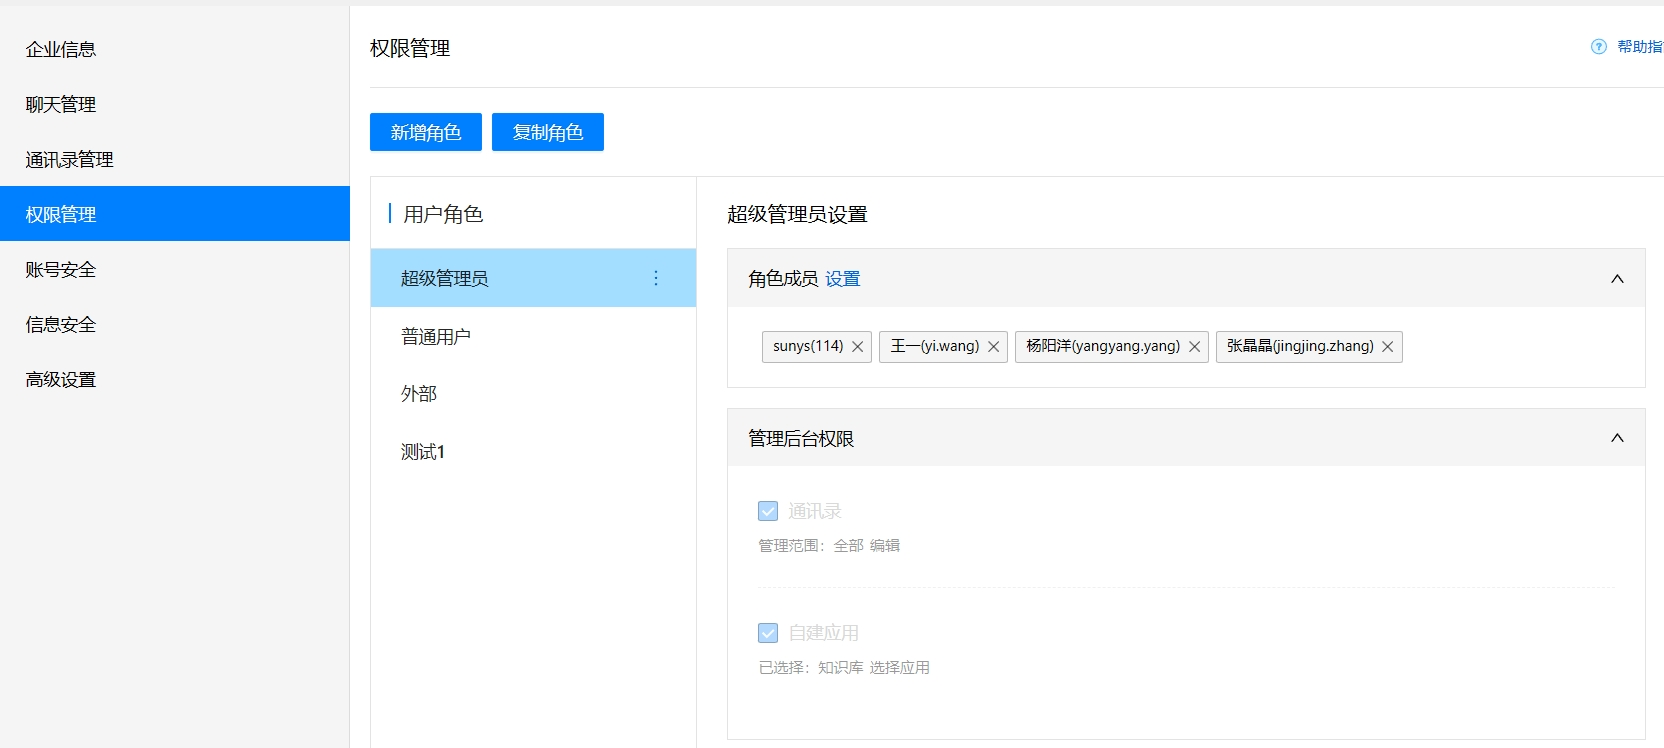 企业信息
聊天管理
通讯录管理
权限管理
账号安全
信息安全
高级设置
权限管理
帮助指
新增角色 复制角色
用户角色
超级管理员
普通用户
外部
测试1
超级管理员设置
角色成员 设置
sunys(114) 王一(yi.wang) 杨阳洋(yangyang.yang) 张晶晶(jingjing.zhang)
管理后台权限
通讯录
管理范围：全部 编辑
自建应用
已选择：知识库 选择应用